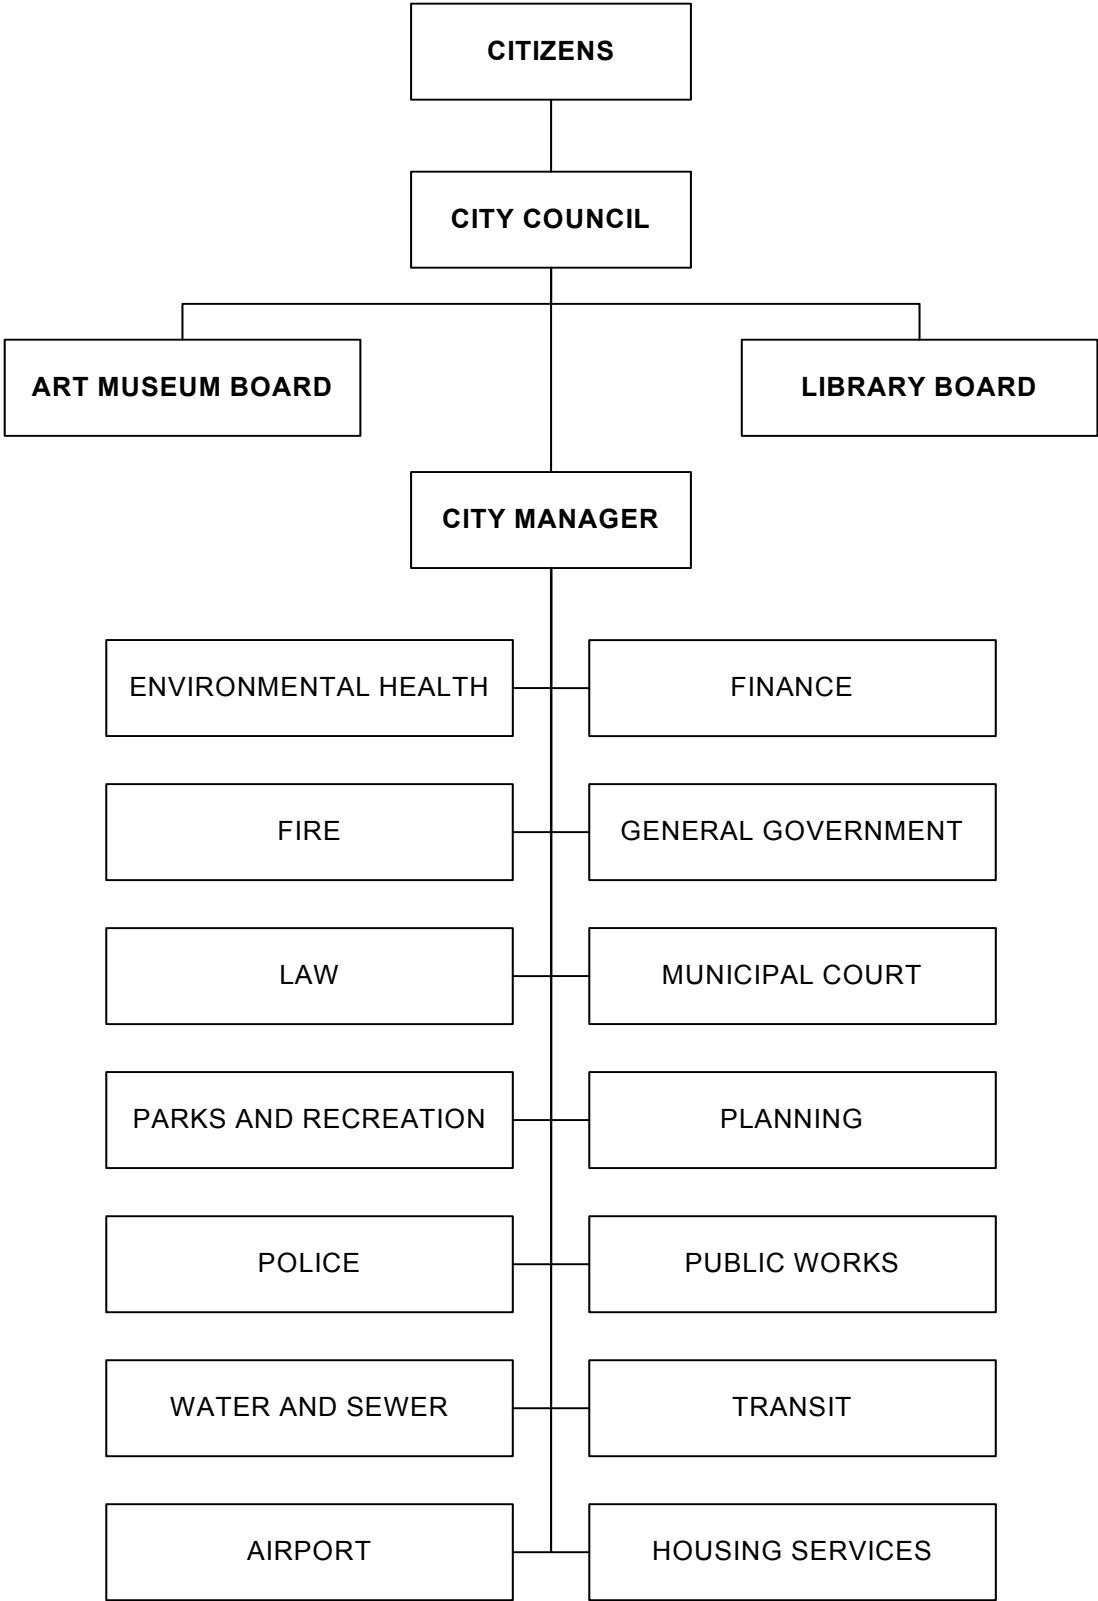 CITIZENS
CITY COUNCIL
ART MUSEUM BOARD
LIBRARY BOARD
CITY MANAGER
ENVIRONMENTAL HEALTH
FINANCE
FIRE
GENERAL GOVERNMENT
LAW
MUNICIPAL COURT
PARKS AND RECREATION
PLANNING
POLICE
PUBLIC WORKS
WATER AND SEWER
TRANSIT
AIRPORT
HOUSING SERVICES